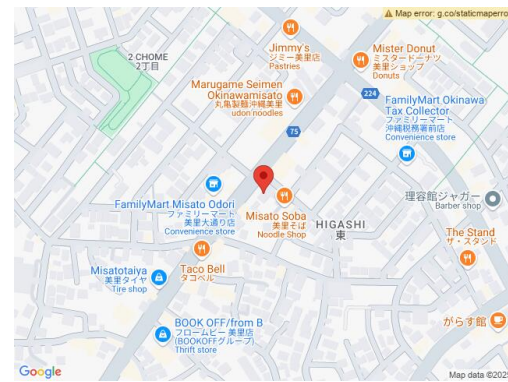 Map error: g.co/staticmaperro
2 CHOME
2丁目
Jimmy's
ジミー美里店
Pastries
Mister Donut
ミスタードーナツ
美里ショップ
Donuts
Marugame Seimen
Okinawamisato
丸亀製麺沖縄美里
udon noodles
224
75
FamilyMart Okinawa
Tax Collector
ファミリーマート
沖縄税務署前店
Convenience store
FamilyMart Misato Odori
ファミリーマート
美里大通り店
Convenience store
Misato Soba
美里そば
Noodle Shop
HIGASHI
東
理容館ジャガー
Barber shop
The Stand
ザ・スタンド
Misatotaiya
美里タイヤ
Tire shop
Taco Bell
タコベル
BOOK OFF/from B
フロームビー 美里店
(BOOKOFFグループ)
Thrift store
がらす館
Google
Map data ©2025